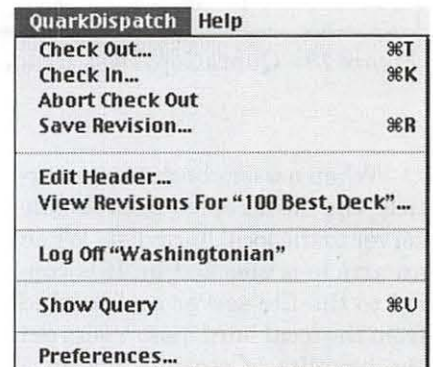 QuarkDispatch Help
Check Out... ⌘T
Check In... ⌘K
Abort Check Out
Save Revision... ⌘R
Edit Header...
View Revisions For “100 Best, Deck”...
Log Off “Washingtonian”
Show Query ⌘U
Preferences...